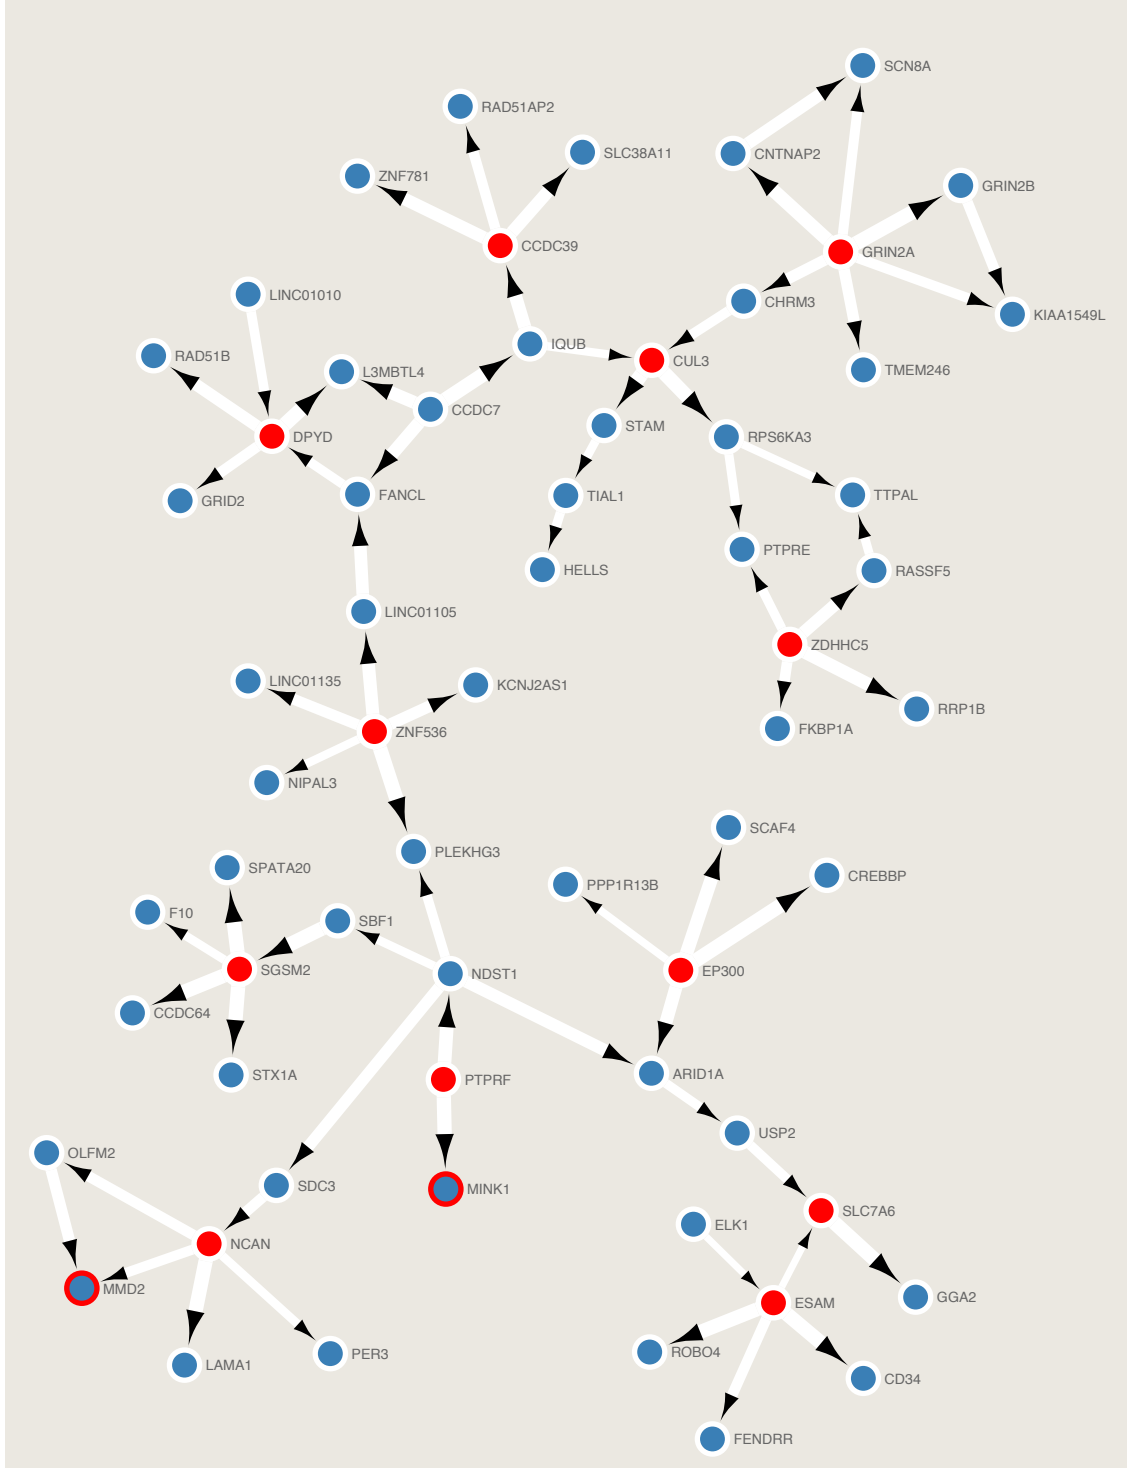 SCN8A
RAD51AP2
SLC38A11
CNTNAP2
ZNF781
GRIN2B
CCDC39
GRIN2A
LINC01010
CHRM3
KIAA1549L
IQUB
RAD51B
CUL3
L3MBTL4
TMEM246
CCDC7
STAM
DPYD
RPS6KA3
FANCL
TIAL1
TTPAL
GRID2
PTPRE
HELLS
RASSF5
LINC01105
ZDHHC5
LINC01135
KCNJ2AS1
RRP1B
ZNF536
FKBP1A
NIPAL3
SCAF4
PLEKHG3
SPATA20
CREBBP
PPP1R13B
F10
SBF1
SGSM2
EP300
NDST1
CCDC64
ARID1A
STX1A
PTPRF
USP2
OLFM2
SDC3
MINK1
SLC7A6
ELK1
NCAN
MMD2
GGA2
ESAM
ROBO4
PER3
LAMA1
CD34
FENDRR